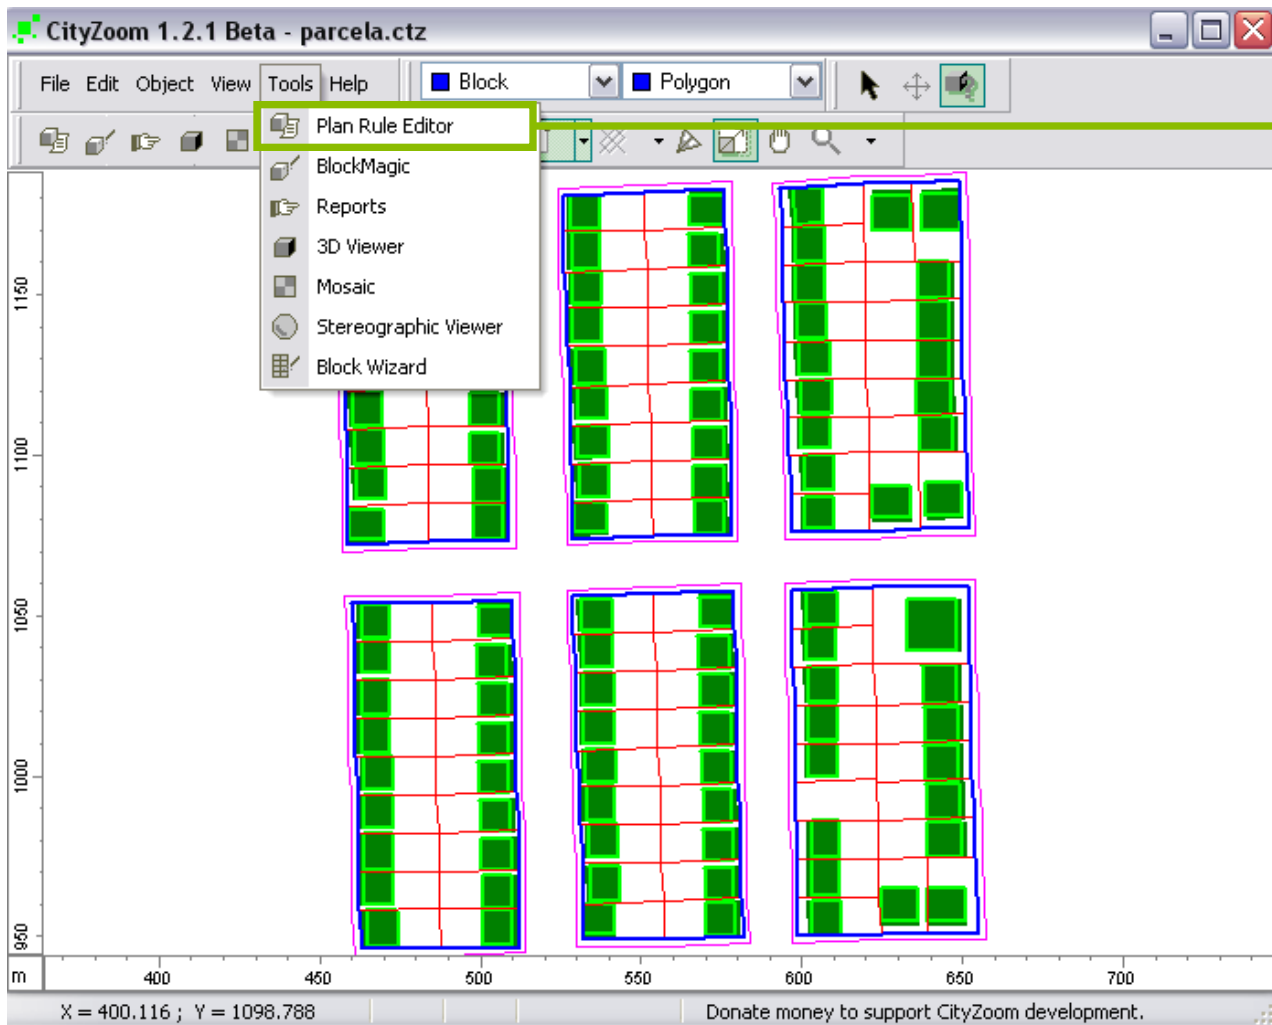 CityZoom 1.2.1 Beta - parcela.ctz
File Edit Object View Tools Help
Block
Polygon
Plan Rule Editor
BlockMagic
Reports
3D Viewer
Mosaic
Stereographic Viewer
Block Wizard
1150
1100
1050
1000
950
m 400 450 500 550 600 650 700
X = 400.116 ; Y = 1098.788
Donate money to support CityZoom development.